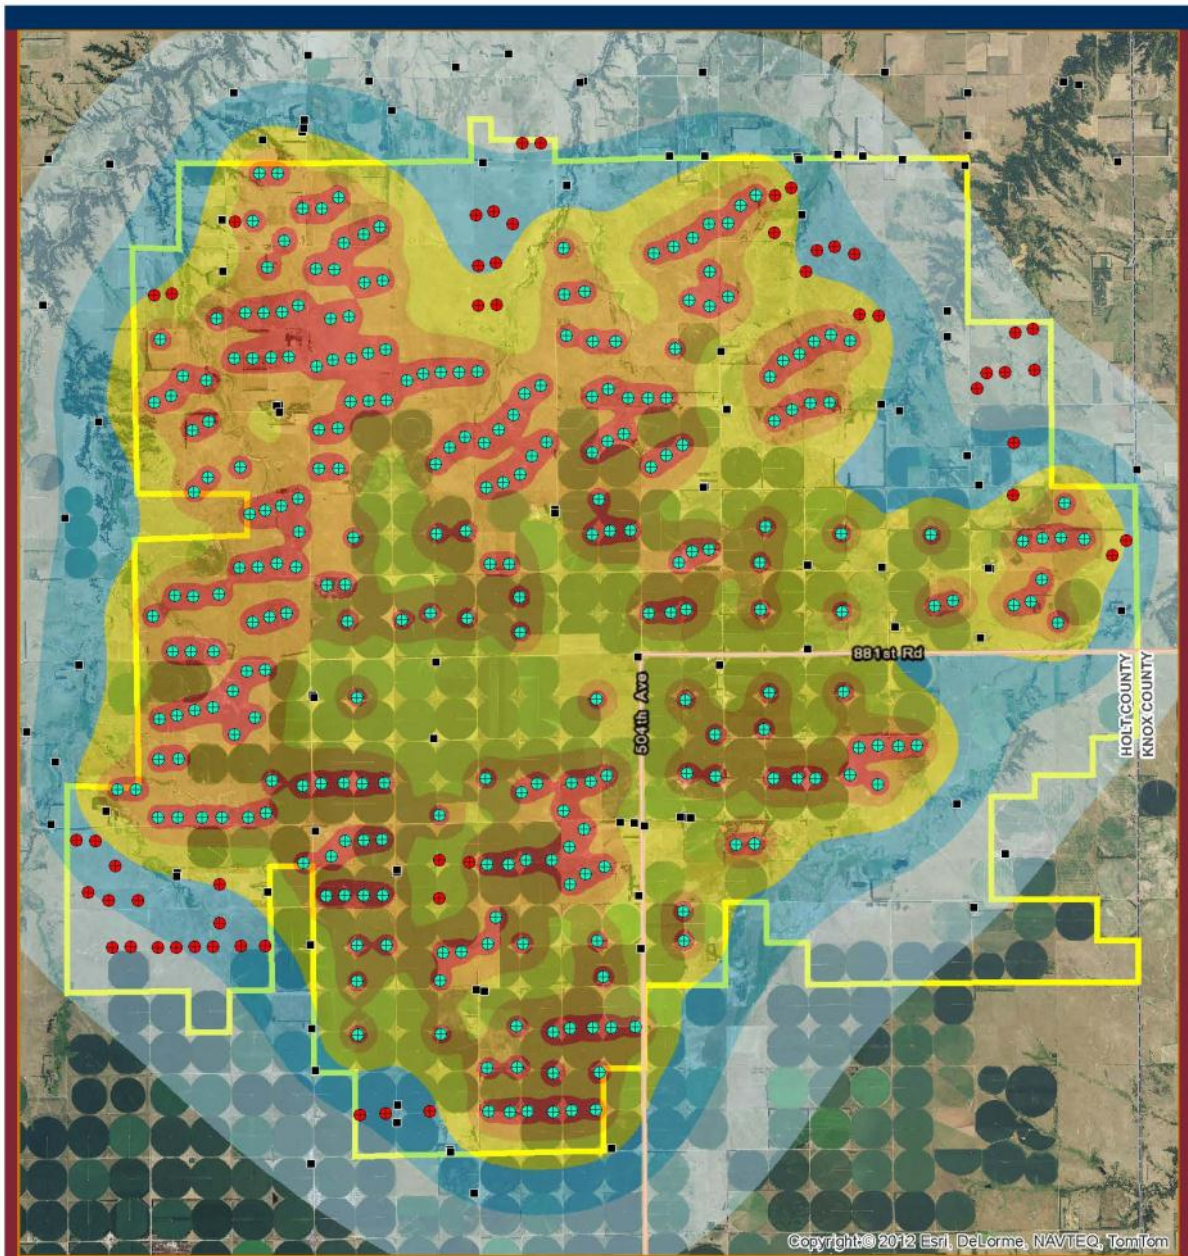 881st Rd
504th Ave
HOLT COUNTY
KNOX COUNTY
Copyright:© 2012 Esri, DeLorme, NAVTEQ, TomTom